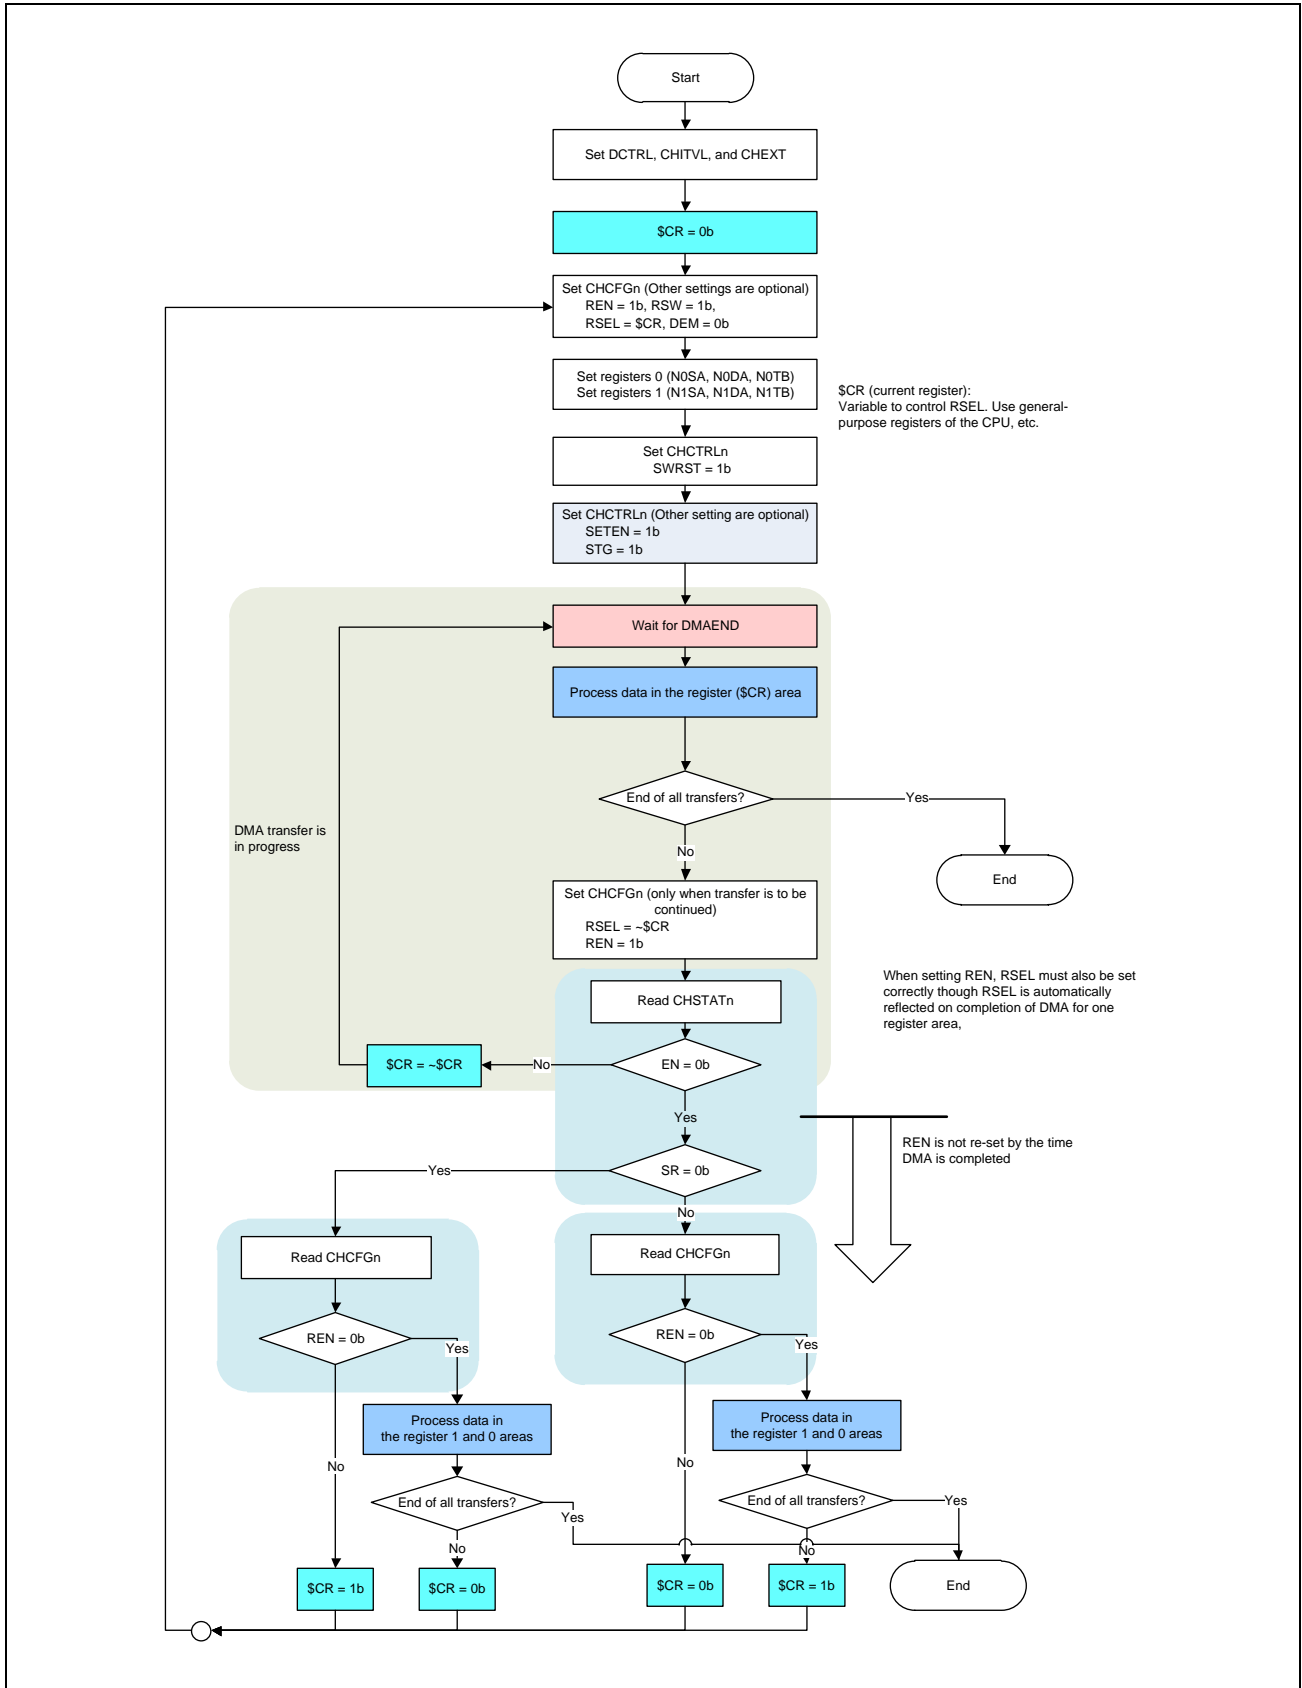 Start
Set DCTRL, CHITVL, and CHEXT
$CR = 0b
Set CHCFGn (Other settings are optional)
REN = 1b, RSW = 1b,
RSEL = $CR, DEM = 0b
Set registers 0 (N0SA, N0DA, N0TB)
Set registers 1 (N1SA, N1DA, N1TB)
$CR (current register):
Variable to control RSEL. Use general-
purpose registers of the CPU, etc.
Set CHCTRLn
SWRST = 1b
Set CHCTRLn (Other setting are optional)
SETEN = 1b
STG = 1b
Wait for DMAEND
Process data in the register ($CR) area
End of all transfers?
Yes
DMA transfer is
in progress
No
End
Set CHCFGn (only when transfer is to be
continued)
RSEL = ~$CR
REN = 1b
When setting REN, RSEL must also be set
correctly though RSEL is automatically
reflected on completion of DMA for one
register area,
Read CHSTATn
EN = 0b
No
$CR = ~$CR
Yes
REN is not re-set by the time
DMA is completed
SR = 0b
Yes
No
Read CHCFGn
Read CHCFGn
REN = 0b
Yes
REN = 0b
Yes
Process data in
the register 1 and 0 areas
Process data in
the register 1 and 0 areas
No
No
End of all transfers?
Yes
End of all transfers?
Yes
No
No
$CR = 1b
$CR = 0b
$CR = 0b
$CR = 1b
End